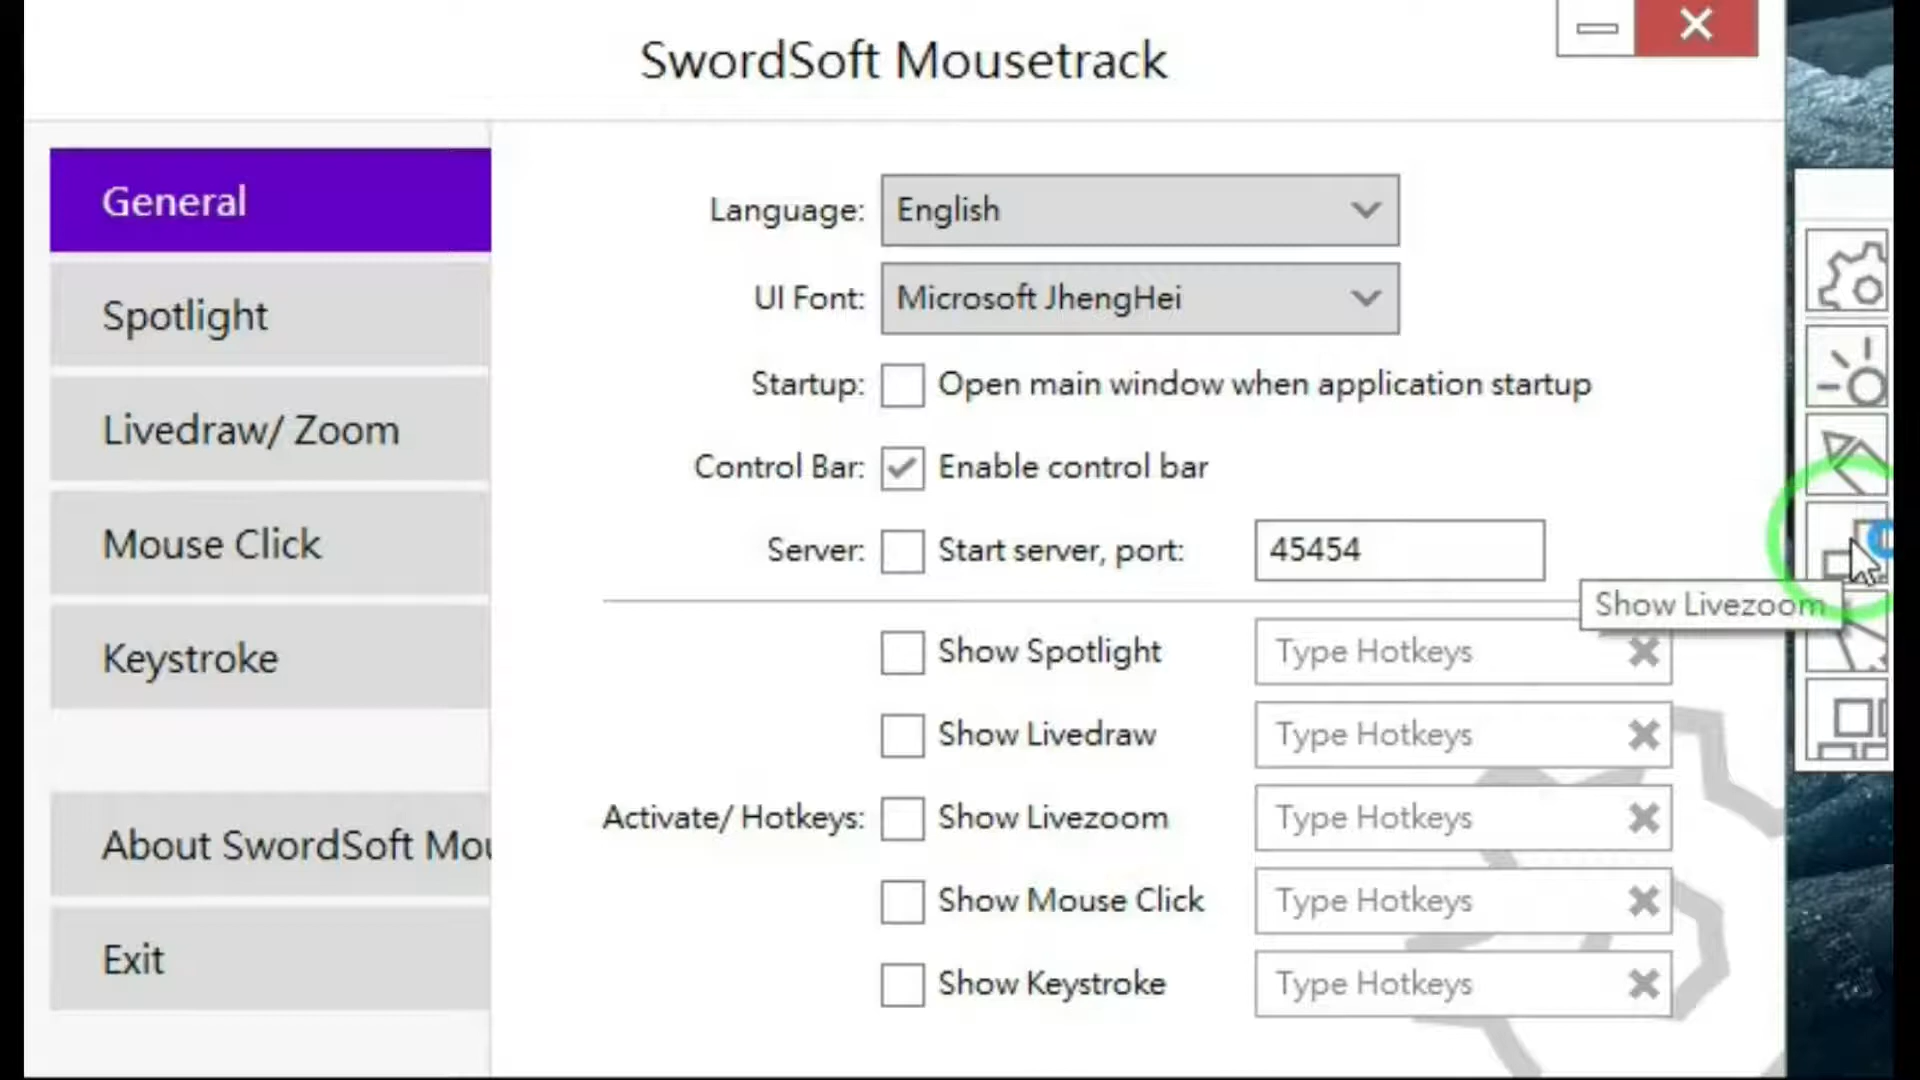 SwordSoft Mousetrack
General
Spotlight
Livedraw/ Zoom
Mouse Click
Keystroke
About SwordSoft Mou
Exit
Language: English
UI Font: Microsoft JhengHei
Startup: Open main window when application startup
Control Bar: Enable control bar
Server: Start server, port: 45454
Show Livezoom
Show Spotlight Type Hotkeys
Show Livedraw Type Hotkeys
Activate/ Hotkeys: Show Livezoom Type Hotkeys
Show Mouse Click Type Hotkeys
Show Keystroke Type Hotkeys